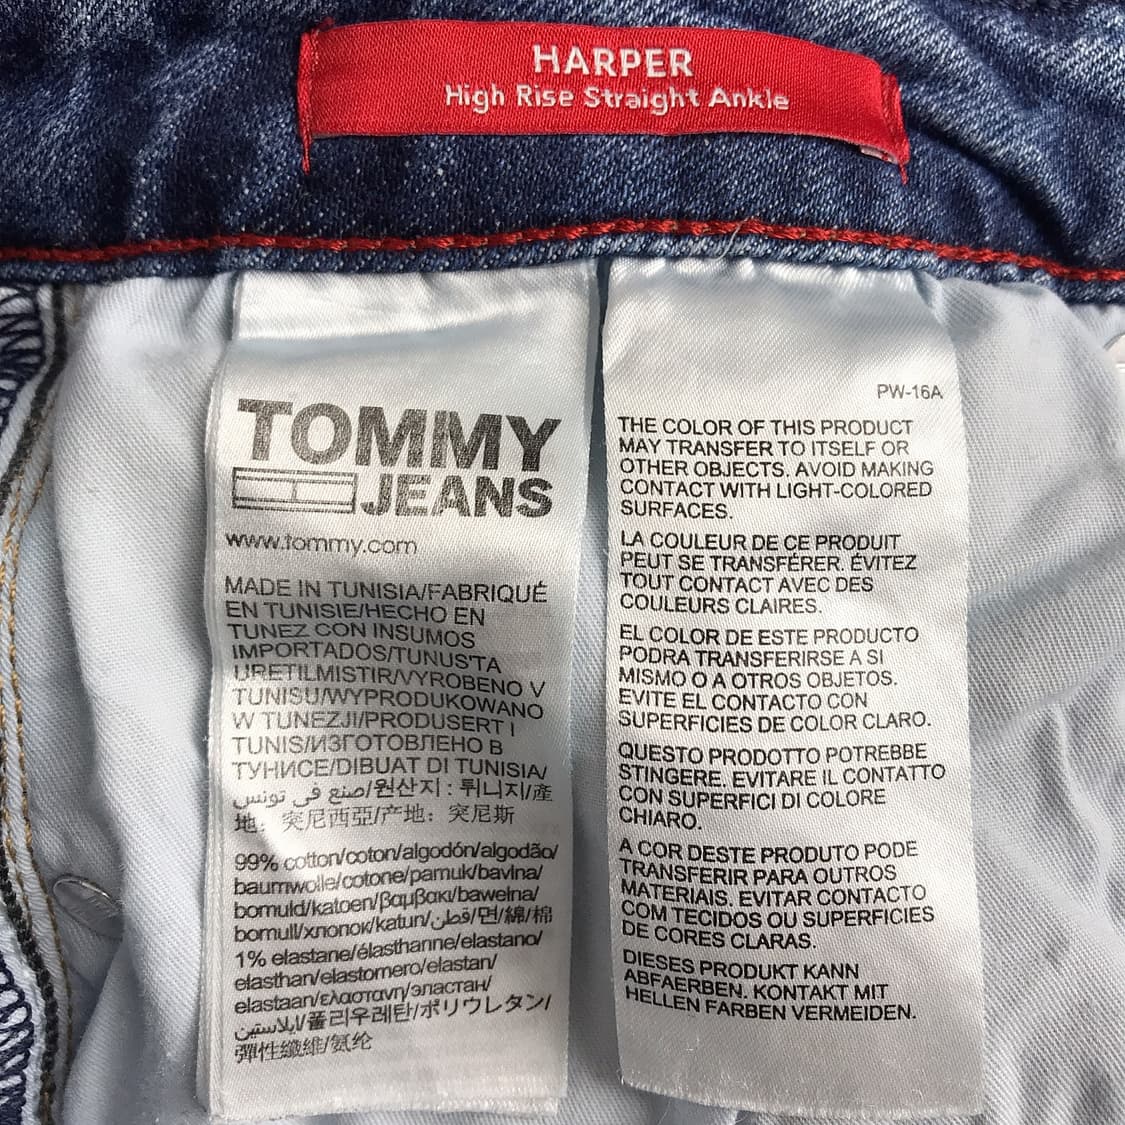 HARPER
High Rise Straight Ankle
TOMMY
JEANS
www.tommy.com
MADE IN TUNISIA/FABRIQUÉ
EN TUNISIE/HECHO EN
TUNEZ CON INSUMOS
IMPORTADOS/TUNUS'TA
URETILMISTIR/VYROBENO V
TUNISU/WYPRODUKOWANO
W TUNEZJI/PRODUSERT I
TUNIS/ИЗГОТОВЛЕНО В
ТУНИСЕ/DIBUAT DI TUNISIA/
صنع في تونس/원산지 : 튀니지/產
地: 突尼西亞/产地: 突尼斯
99% cotton/coton/algodón/algodão/
baumwolle/cotone/pamuk/bavlna/
bomuld/katoen/βαμβακι/bawełna/
bomull/хлопок/katun/قطن/면/綿/棉
1% elastane/élasthanne/elastano/
elasthan/elastomero/elastan/
elastaan/ελαστανη/эластан/
ايلاستين/폴리우레탄/ポリウレタン/
彈性纖維/氨纶
PW-16A
THE COLOR OF THIS PRODUCT
MAY TRANSFER TO ITSELF OR
OTHER OBJECTS. AVOID MAKING
CONTACT WITH LIGHT-COLORED
SURFACES.
LA COULEUR DE CE PRODUIT
PEUT SE TRANSFÉRER. ÉVITEZ
TOUT CONTACT AVEC DES
COULEURS CLAIRES.
EL COLOR DE ESTE PRODUCTO
PODRA TRANSFERIRSE A SI
MISMO O A OTROS OBJETOS.
EVITE EL CONTACTO CON
SUPERFICIES DE COLOR CLARO.
QUESTO PRODOTTO POTREBBE
STINGERE. EVITARE IL CONTATTO
CON SUPERFICI DI COLORE
CHIARO.
A COR DESTE PRODUTO PODE
TRANSFERIR PARA OUTROS
MATERIAIS. EVITAR CONTACTO
COM TECIDOS OU SUPERFICIES
DE CORES CLARAS.
DIESES PRODUKT KANN
ABFAERBEN. KONTAKT MIT
HELLEN FARBEN VERMEIDEN.